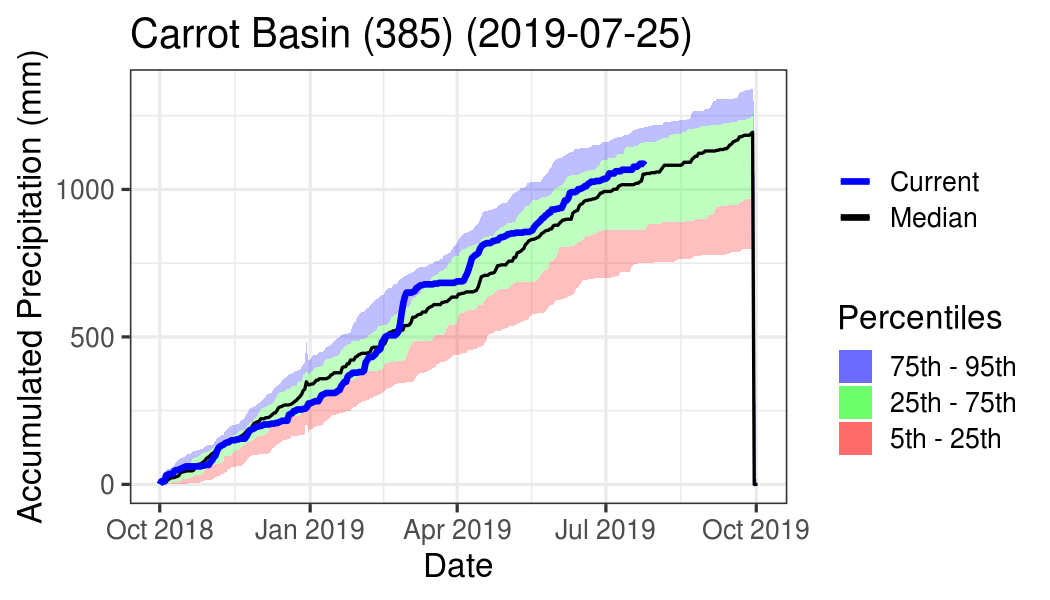 Carrot Basin (385) (2019-07-25)
Accumulated Precipitation (mm)
1000
500
0
Oct 2018
Jan 2019
Apr 2019
Jul 2019
Oct 2019
Date
Current
Median
Percentiles
75th - 95th
25th - 75th
5th - 25th